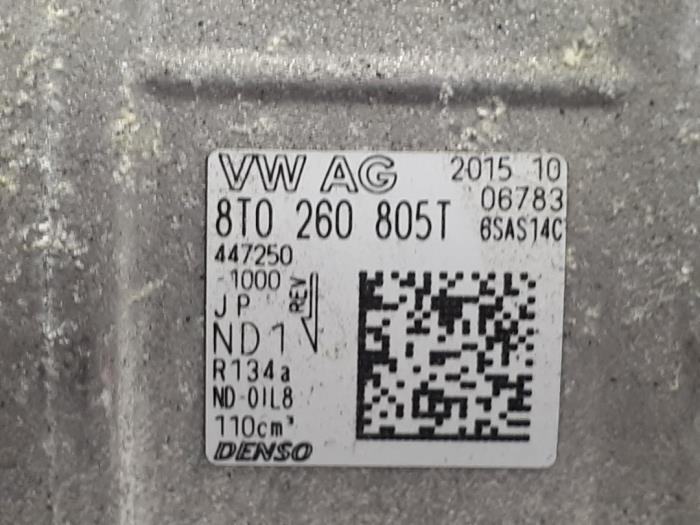 VW AG 2015 10
06783
8T0 260 805T 6SAS14C
447250
-1000
JP REV
ND1
R134a
ND-OIL8
110cm³
DENSO